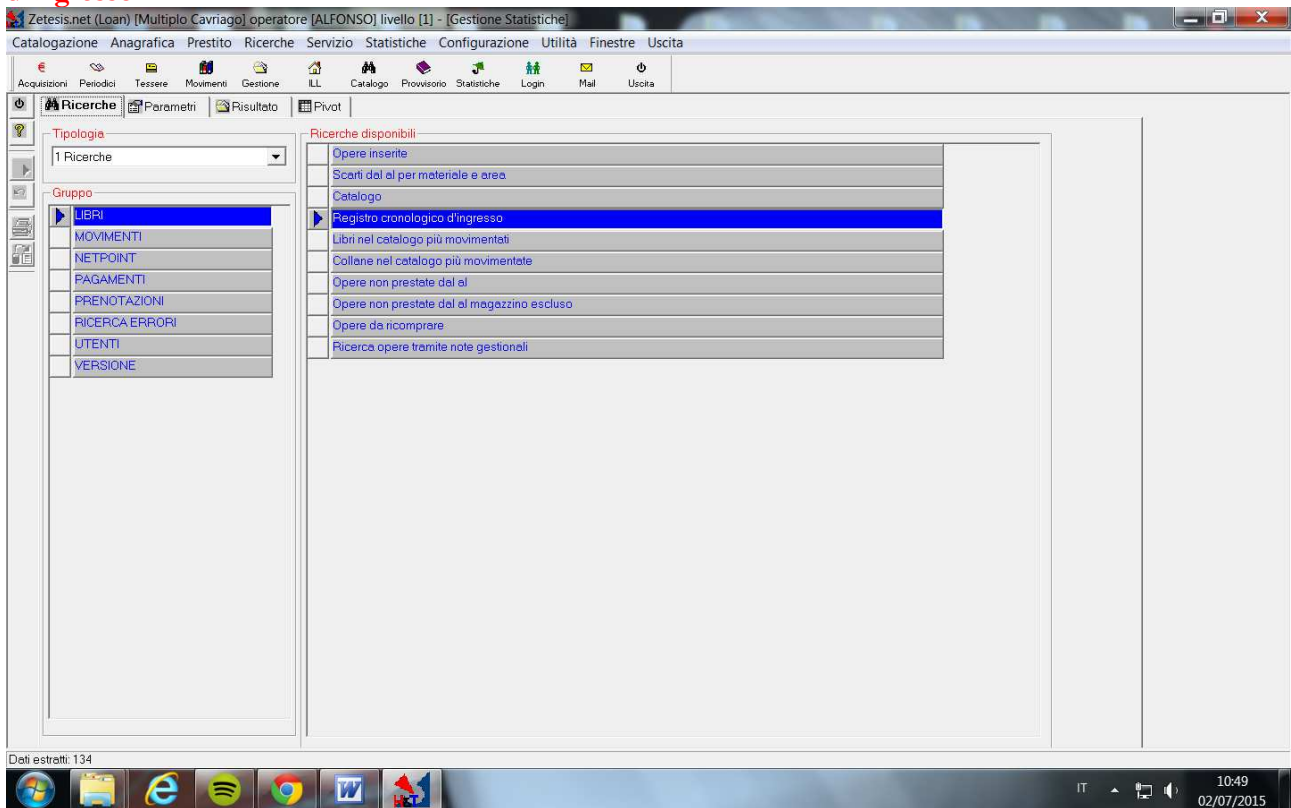 Zetesis.net (Loan) [Multiplo Cavriago] operatore [ALFONSO] livello [1] - [Gestione Statistiche]
Catalogazione Anagrafica Prestito Ricerche Servizio Statistiche Configurazione Utilità Finestre Uscita
Acquisizioni Periodici Tessere Movimenti Gestione ILL Catalogo Provvisorio Statistiche Login Mail Uscita
Ricerche Parametri Risultato Pivot
Tipologia
1 Ricerche
Gruppo
LIBRI
MOVIMENTI
NETPOINT
PAGAMENTI
PRENOTAZIONI
RICERCA ERRORI
UTENTI
VERSIONE
Ricerche disponibili
Opere inserite
Scarti dal al per materiale e area
Catalogo
Registro cronologico d'ingresso
Libri nel catalogo più movimentati
Collane nel catalogo più movimentate
Opere non prestate dal al
Opere non prestate dal al magazzino escluso
Opere da ricomprare
Ricerca opere tramite note gestionali
Dati estratti: 134
IT
10:49
02/07/2015